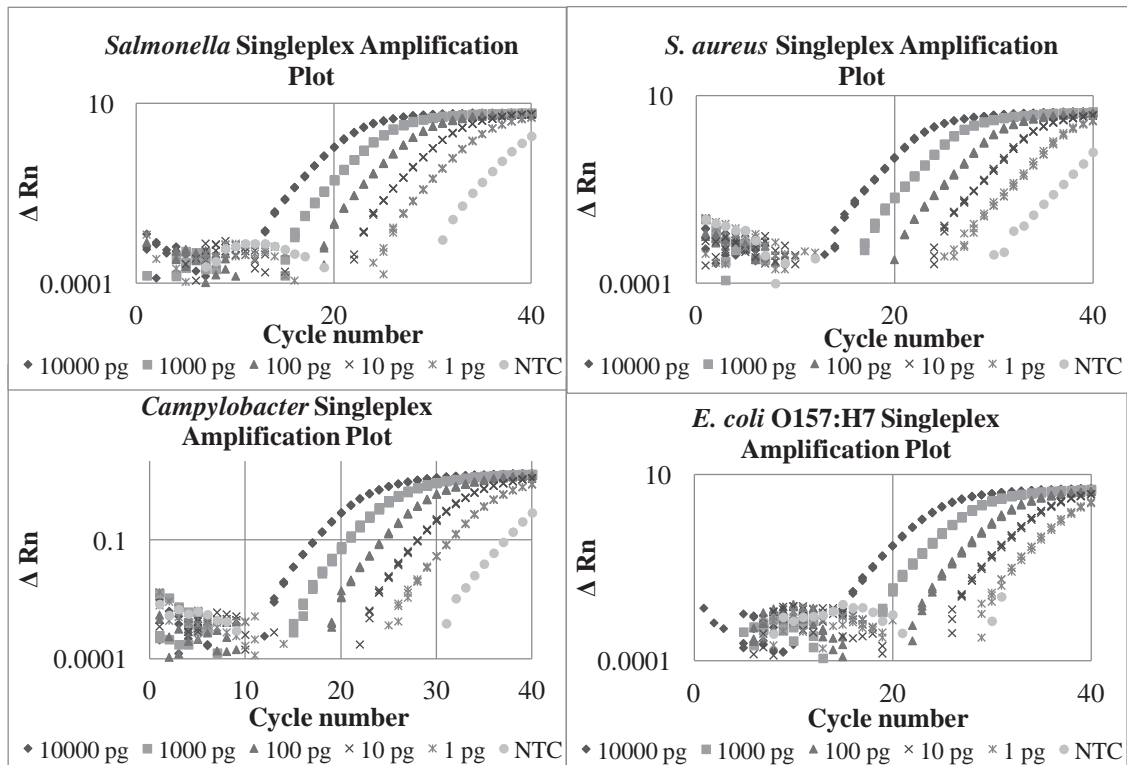 Salmonella Singleplex Amplification
Plot
10
Δ Rn
0.0001
0 20 40
Cycle number
10000 pg 1000 pg 100 pg 10 pg 1 pg NTC
S. aureus Singleplex Amplification
Plot
10
Δ Rn
0.0001
0 20 40
Cycle number
10000 pg 1000 pg 100 pg 10 pg 1 pg NTC
Campylobacter Singleplex
Amplification Plot
0.1
Δ Rn
0.0001
0 10 20 30 40
Cycle number
10000 pg 1000 pg 100 pg 10 pg 1 pg NTC
E. coli O157:H7 Singleplex
Amplification Plot
10
Δ Rn
0.0001
0 20 40
Cycle number
10000 pg 1000 pg 100 pg 10 pg 1 pg NTC